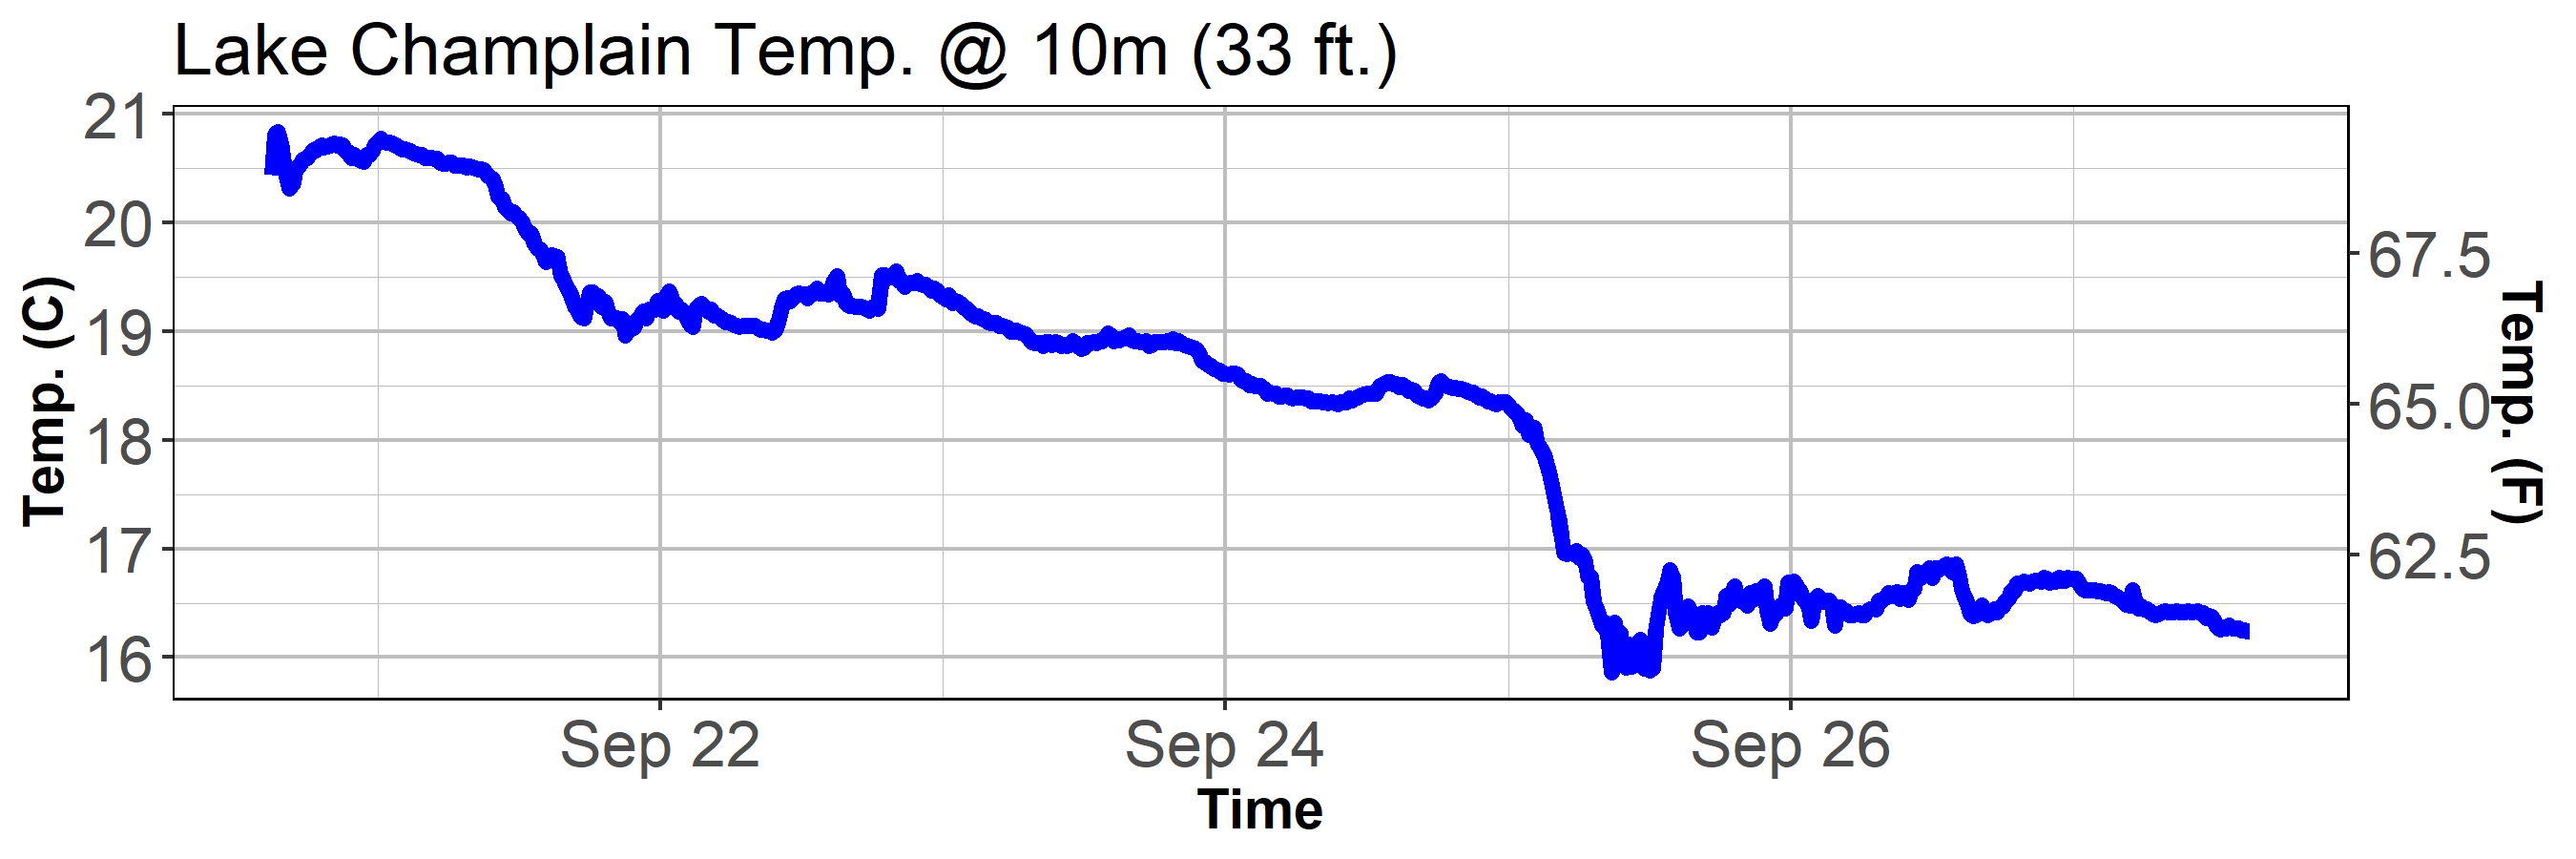 Lake Champlain Temp. @ 10m (33 ft.)
21
20
19
18
17
16
Temp. (C)
67.5
65.0
62.5
Temp. (F)
Sep 22
Sep 24
Sep 26
Time